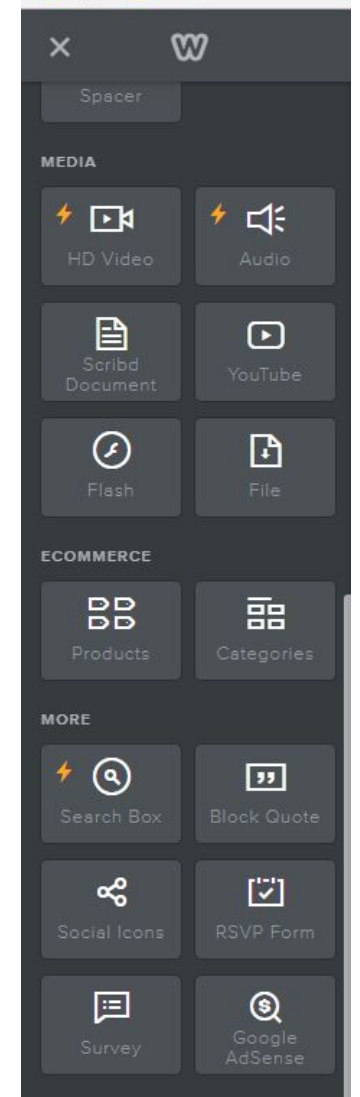 Spacer
MEDIA
HD Video
Audio
Scribd
Document
YouTube
Flash
File
ECOMMERCE
Products
Categories
MORE
Search Box
Block Quote
Social Icons
RSVP Form
Survey
Google
AdSense